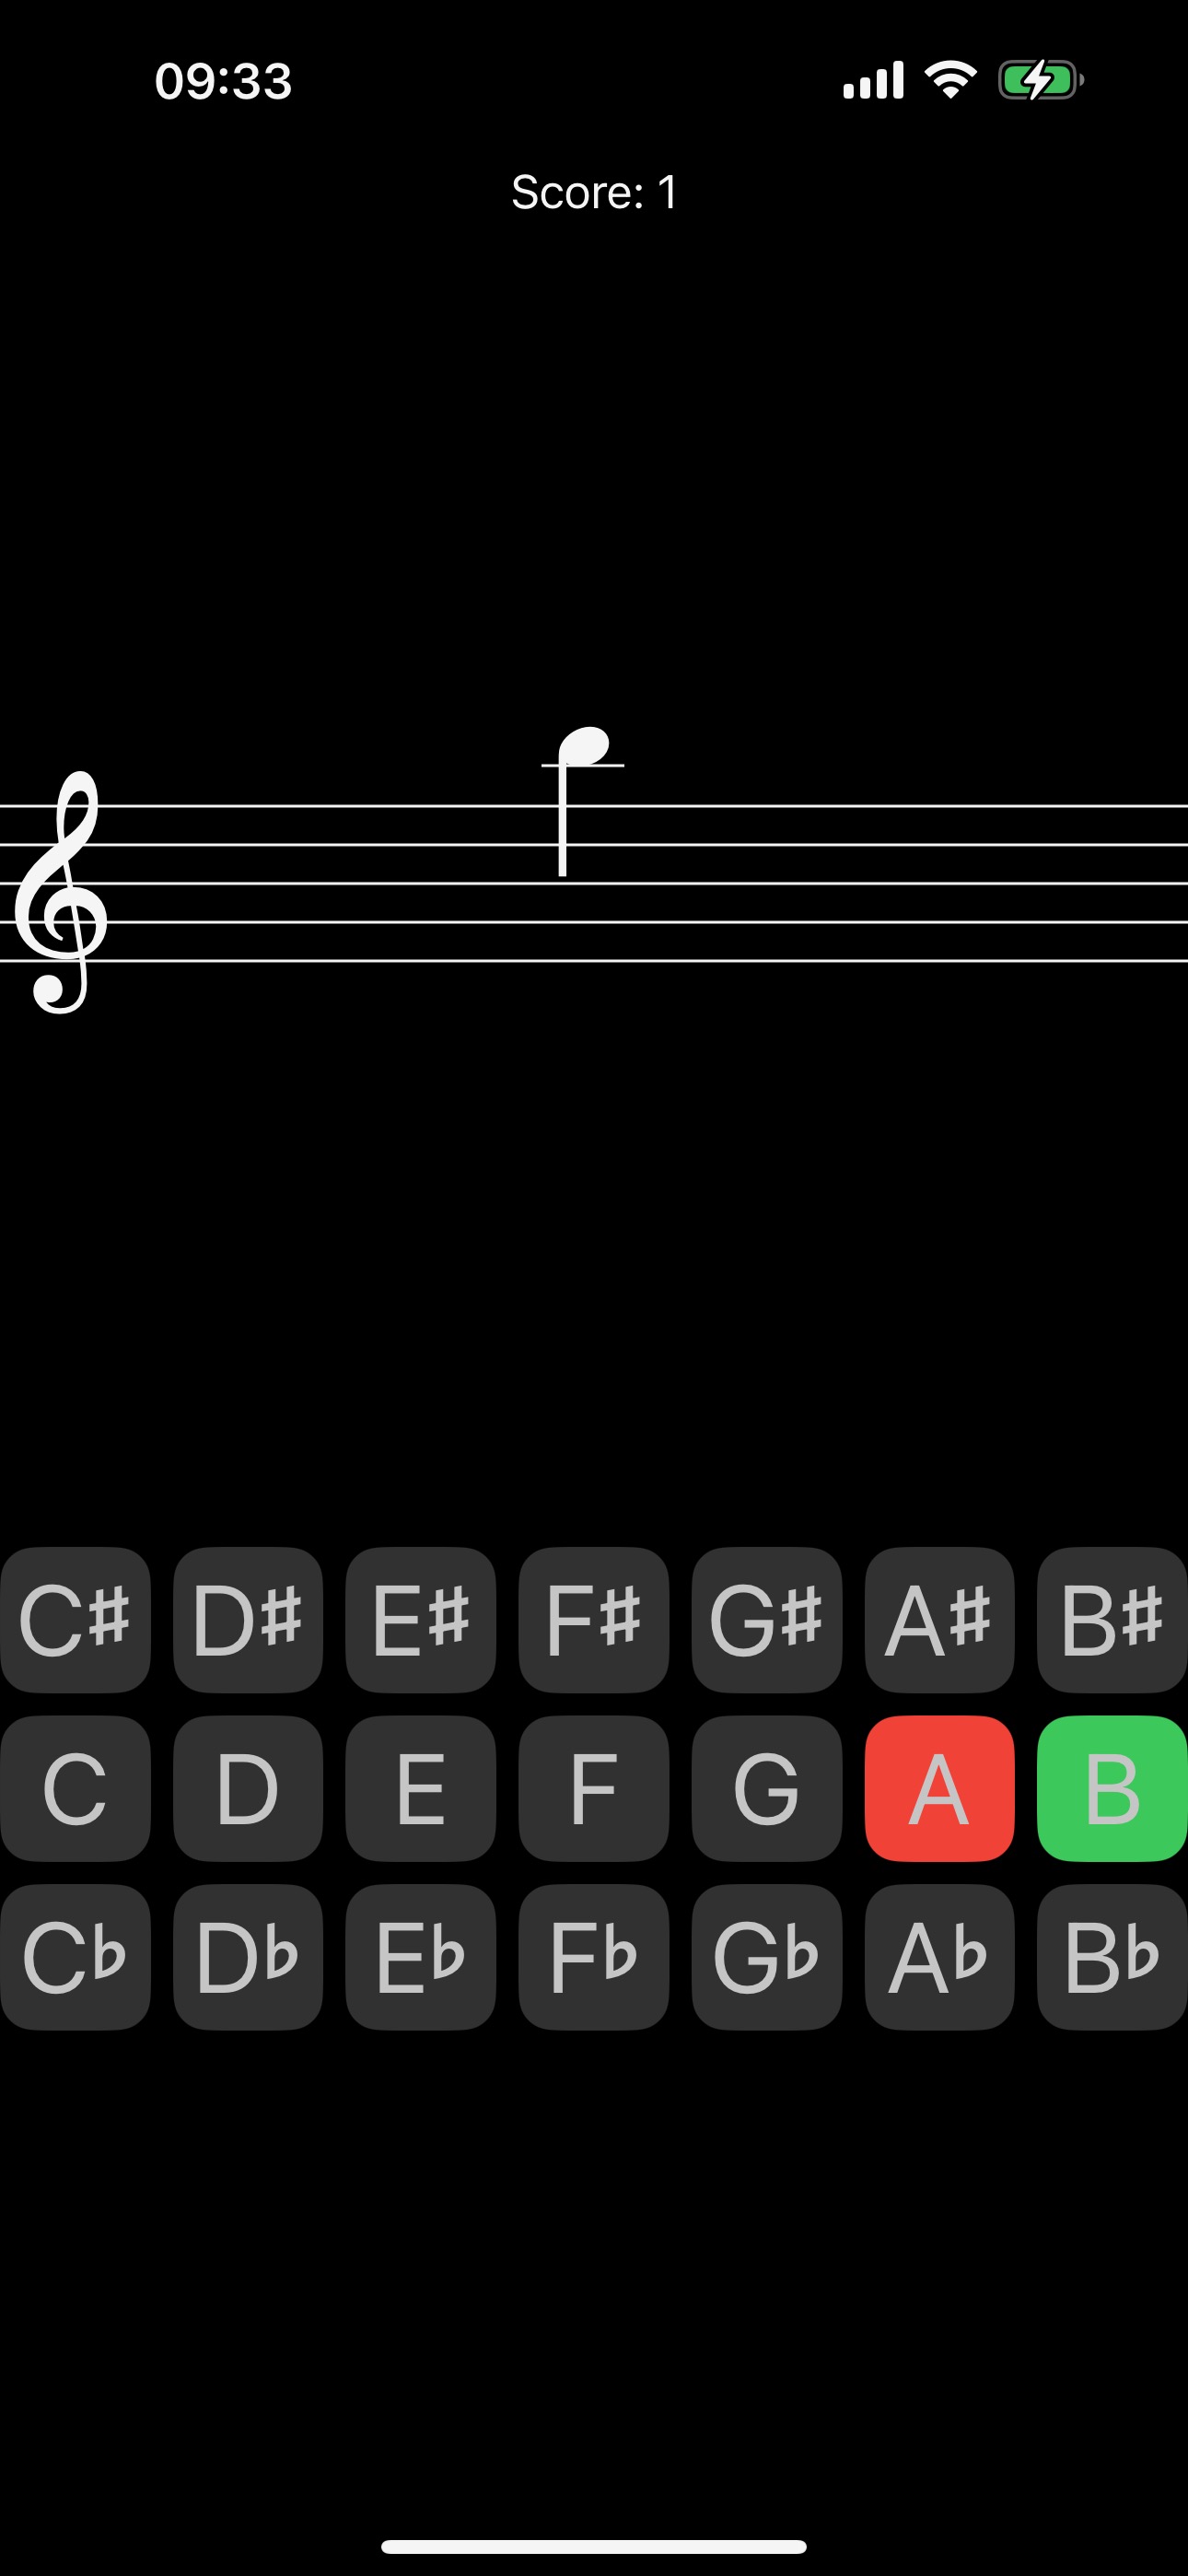 09:33
Score: 1
C♯ D♯ E♯ F♯ G♯ A♯ B♯
C D E F G A B
C♭ D♭ E♭ F♭ G♭ A♭ B♭